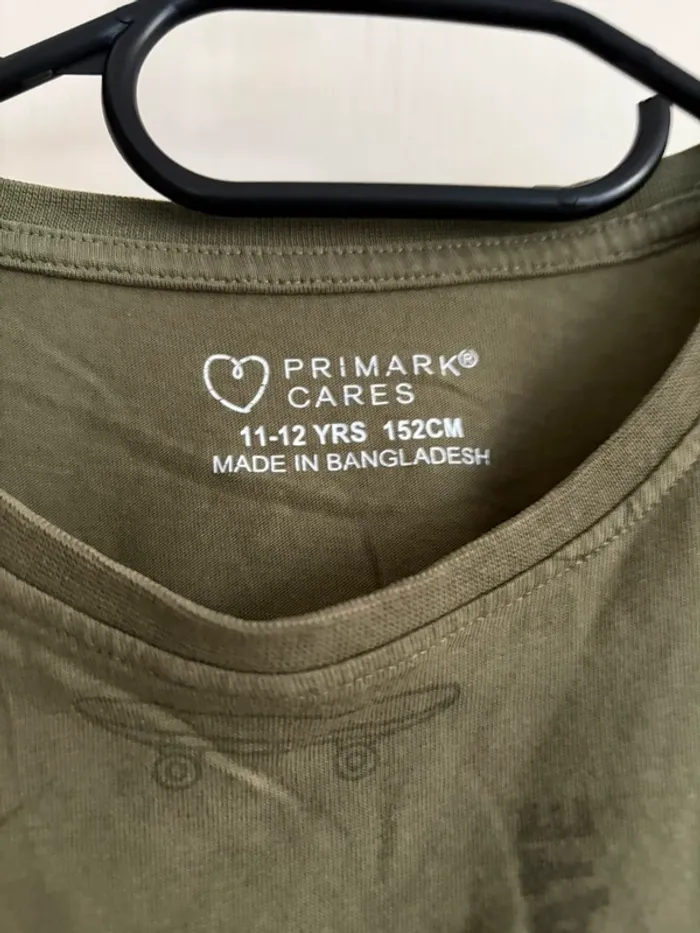 PRIMARK®
CARES
11-12 YRS 152CM
MADE IN BANGLADESH